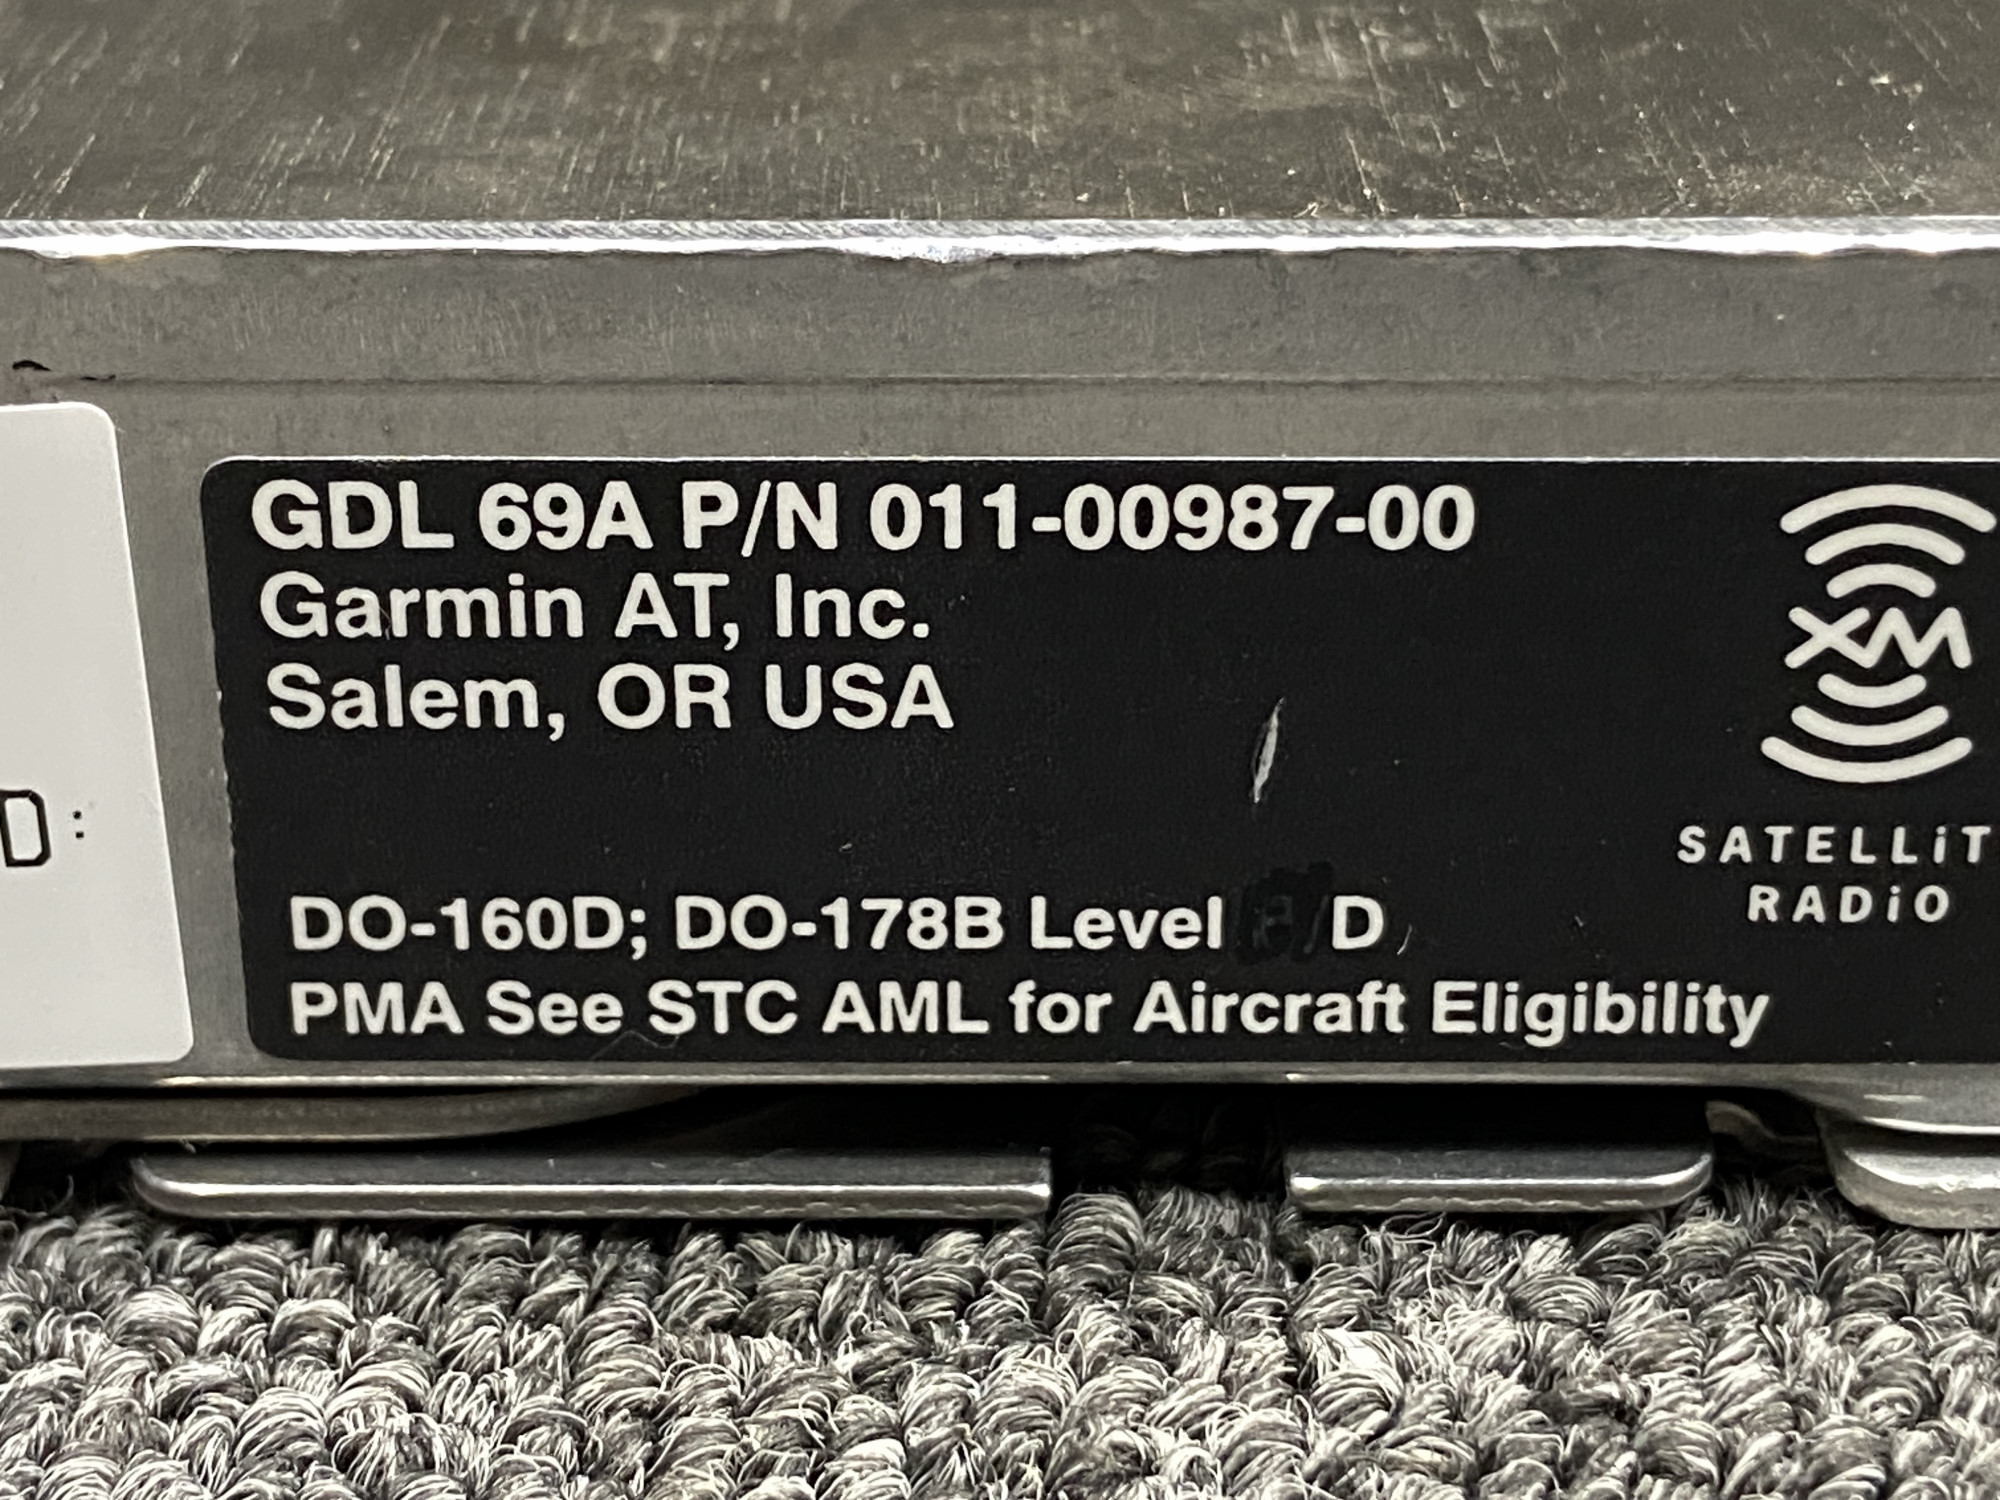 GDL 69A P/N 011-00987-00
Garmin AT, Inc.
Salem, OR USA
XM
SATELLiT
RADiO
D:
DO-160D; DO-178B Level D
PMA See STC AML for Aircraft Eligibility